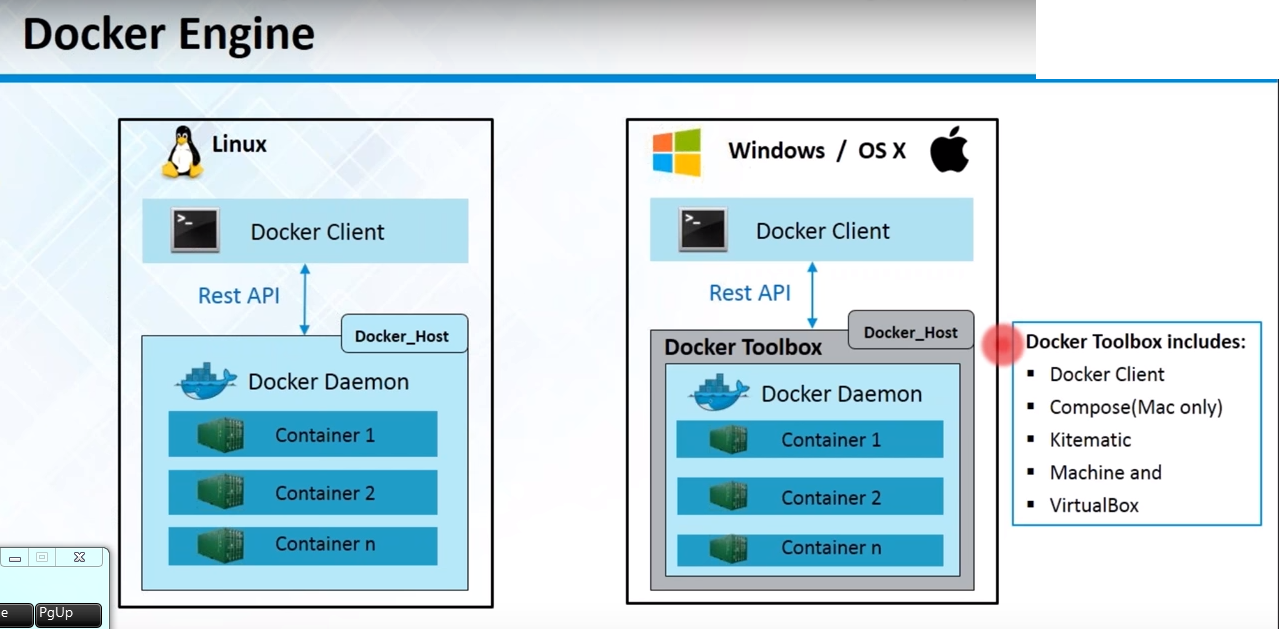 Docker Engine
Linux
>_ Docker Client
Rest API
Docker_Host
Docker Daemon
Container 1
Container 2
Container n
Windows / OS X
>_ Docker Client
Rest API
Docker_Host
Docker Toolbox
Docker Daemon
Container 1
Container 2
Container n
Docker Toolbox includes:
▪ Docker Client
▪ Compose(Mac only)
▪ Kitematic
▪ Machine and
▪ VirtualBox
e PgUp